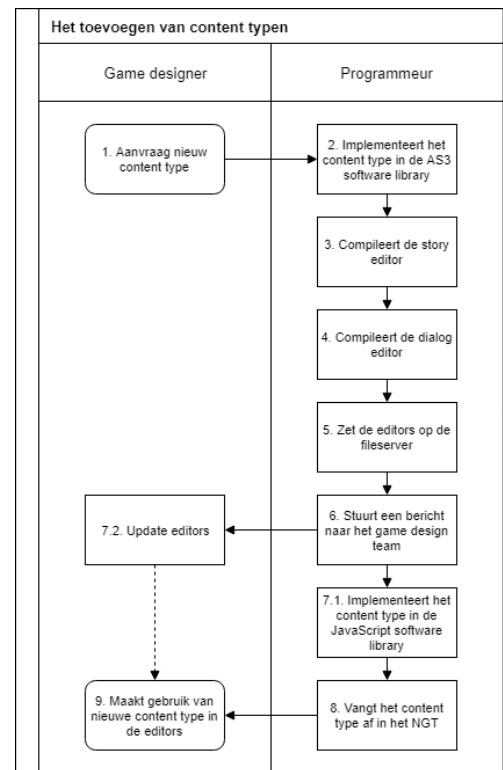 Het toevoegen van content typen
Game designer
Programmeur
1. Aanvraag nieuw
content type
2. Implementeert het
content type in de AS3
software library
3. Compileert de story
editor
4. Compileert de dialog
editor
5. Zet de editors op de
fileserver
7.2. Update editors
6. Stuurt een bericht
naar het game design
team
7.1. Implementeert het
content type in de
JavaScript software
library
9. Maakt gebruik van
nieuwe content type in
de editors
8. Vangt het content
type af in het NGT